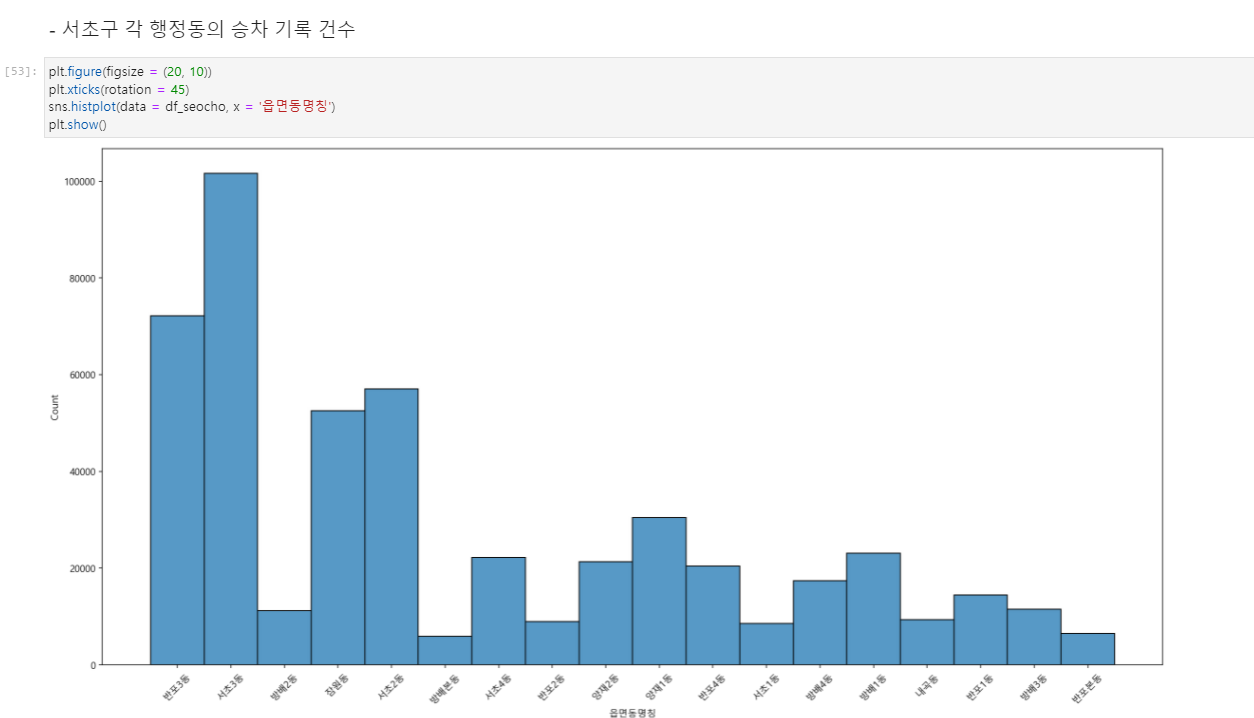 - 서초구 각 행정동의 승차 기록 건수
[53]:
plt.figure(figsize = (20, 10))
plt.xticks(rotation = 45)
sns.histplot(data = df_seocho, x = '읍면동명칭')
plt.show()
100000
80000
60000
40000
20000
0
Count
반포3동
서초3동
방배2동
잠원동
서초2동
방배본동
서초4동
반포2동
양재2동
양재1동
반포4동
서초1동
방배4동
방배1동
내곡동
반포1동
방배3동
반포본동
읍면동명칭